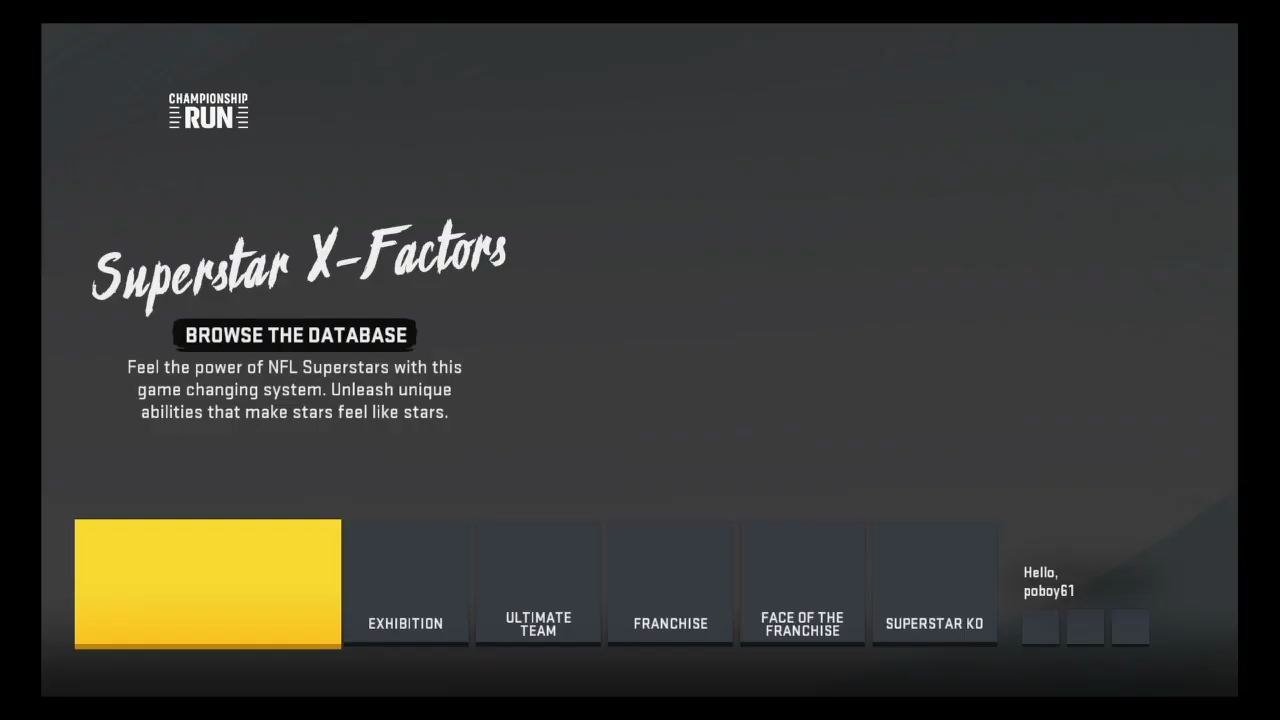 CHAMPIONSHIP
RUN
Superstar X-Factors
BROWSE THE DATABASE
Feel the power of NFL Superstars with this
game changing system. Unleash unique
abilities that make stars feel like stars.
EXHIBITION
ULTIMATE
TEAM
FRANCHISE
FACE OF THE
FRANCHISE
SUPERSTAR KO
Hello,
poboy61